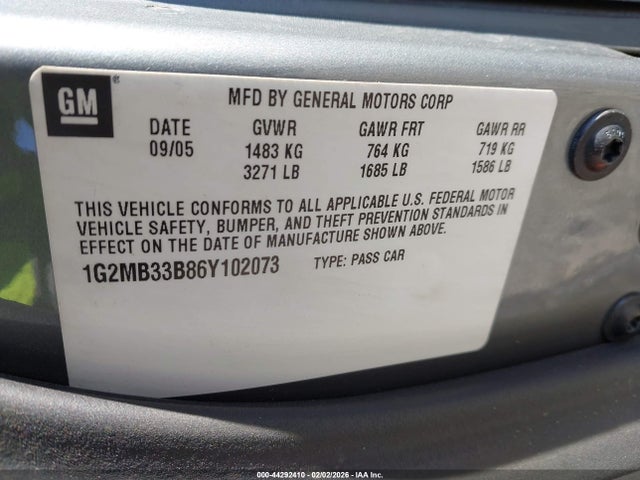 GM
MFD BY GENERAL MOTORS CORP
DATE GVWR GAWR FRT GAWR RR
09/05 1483 KG 764 KG 719 KG
3271 LB 1685 LB 1586 LB
THIS VEHICLE CONFORMS TO ALL APPLICABLE U.S. FEDERAL MOTOR
VEHICLE SAFETY, BUMPER, AND THEFT PREVENTION STANDARDS IN
EFFECT ON THE DATE OF MANUFACTURE SHOWN ABOVE.
1G2MB33B86Y102073 TYPE: PASS CAR
000-44292410 - 02/02/2026 - IAAI, Inc.